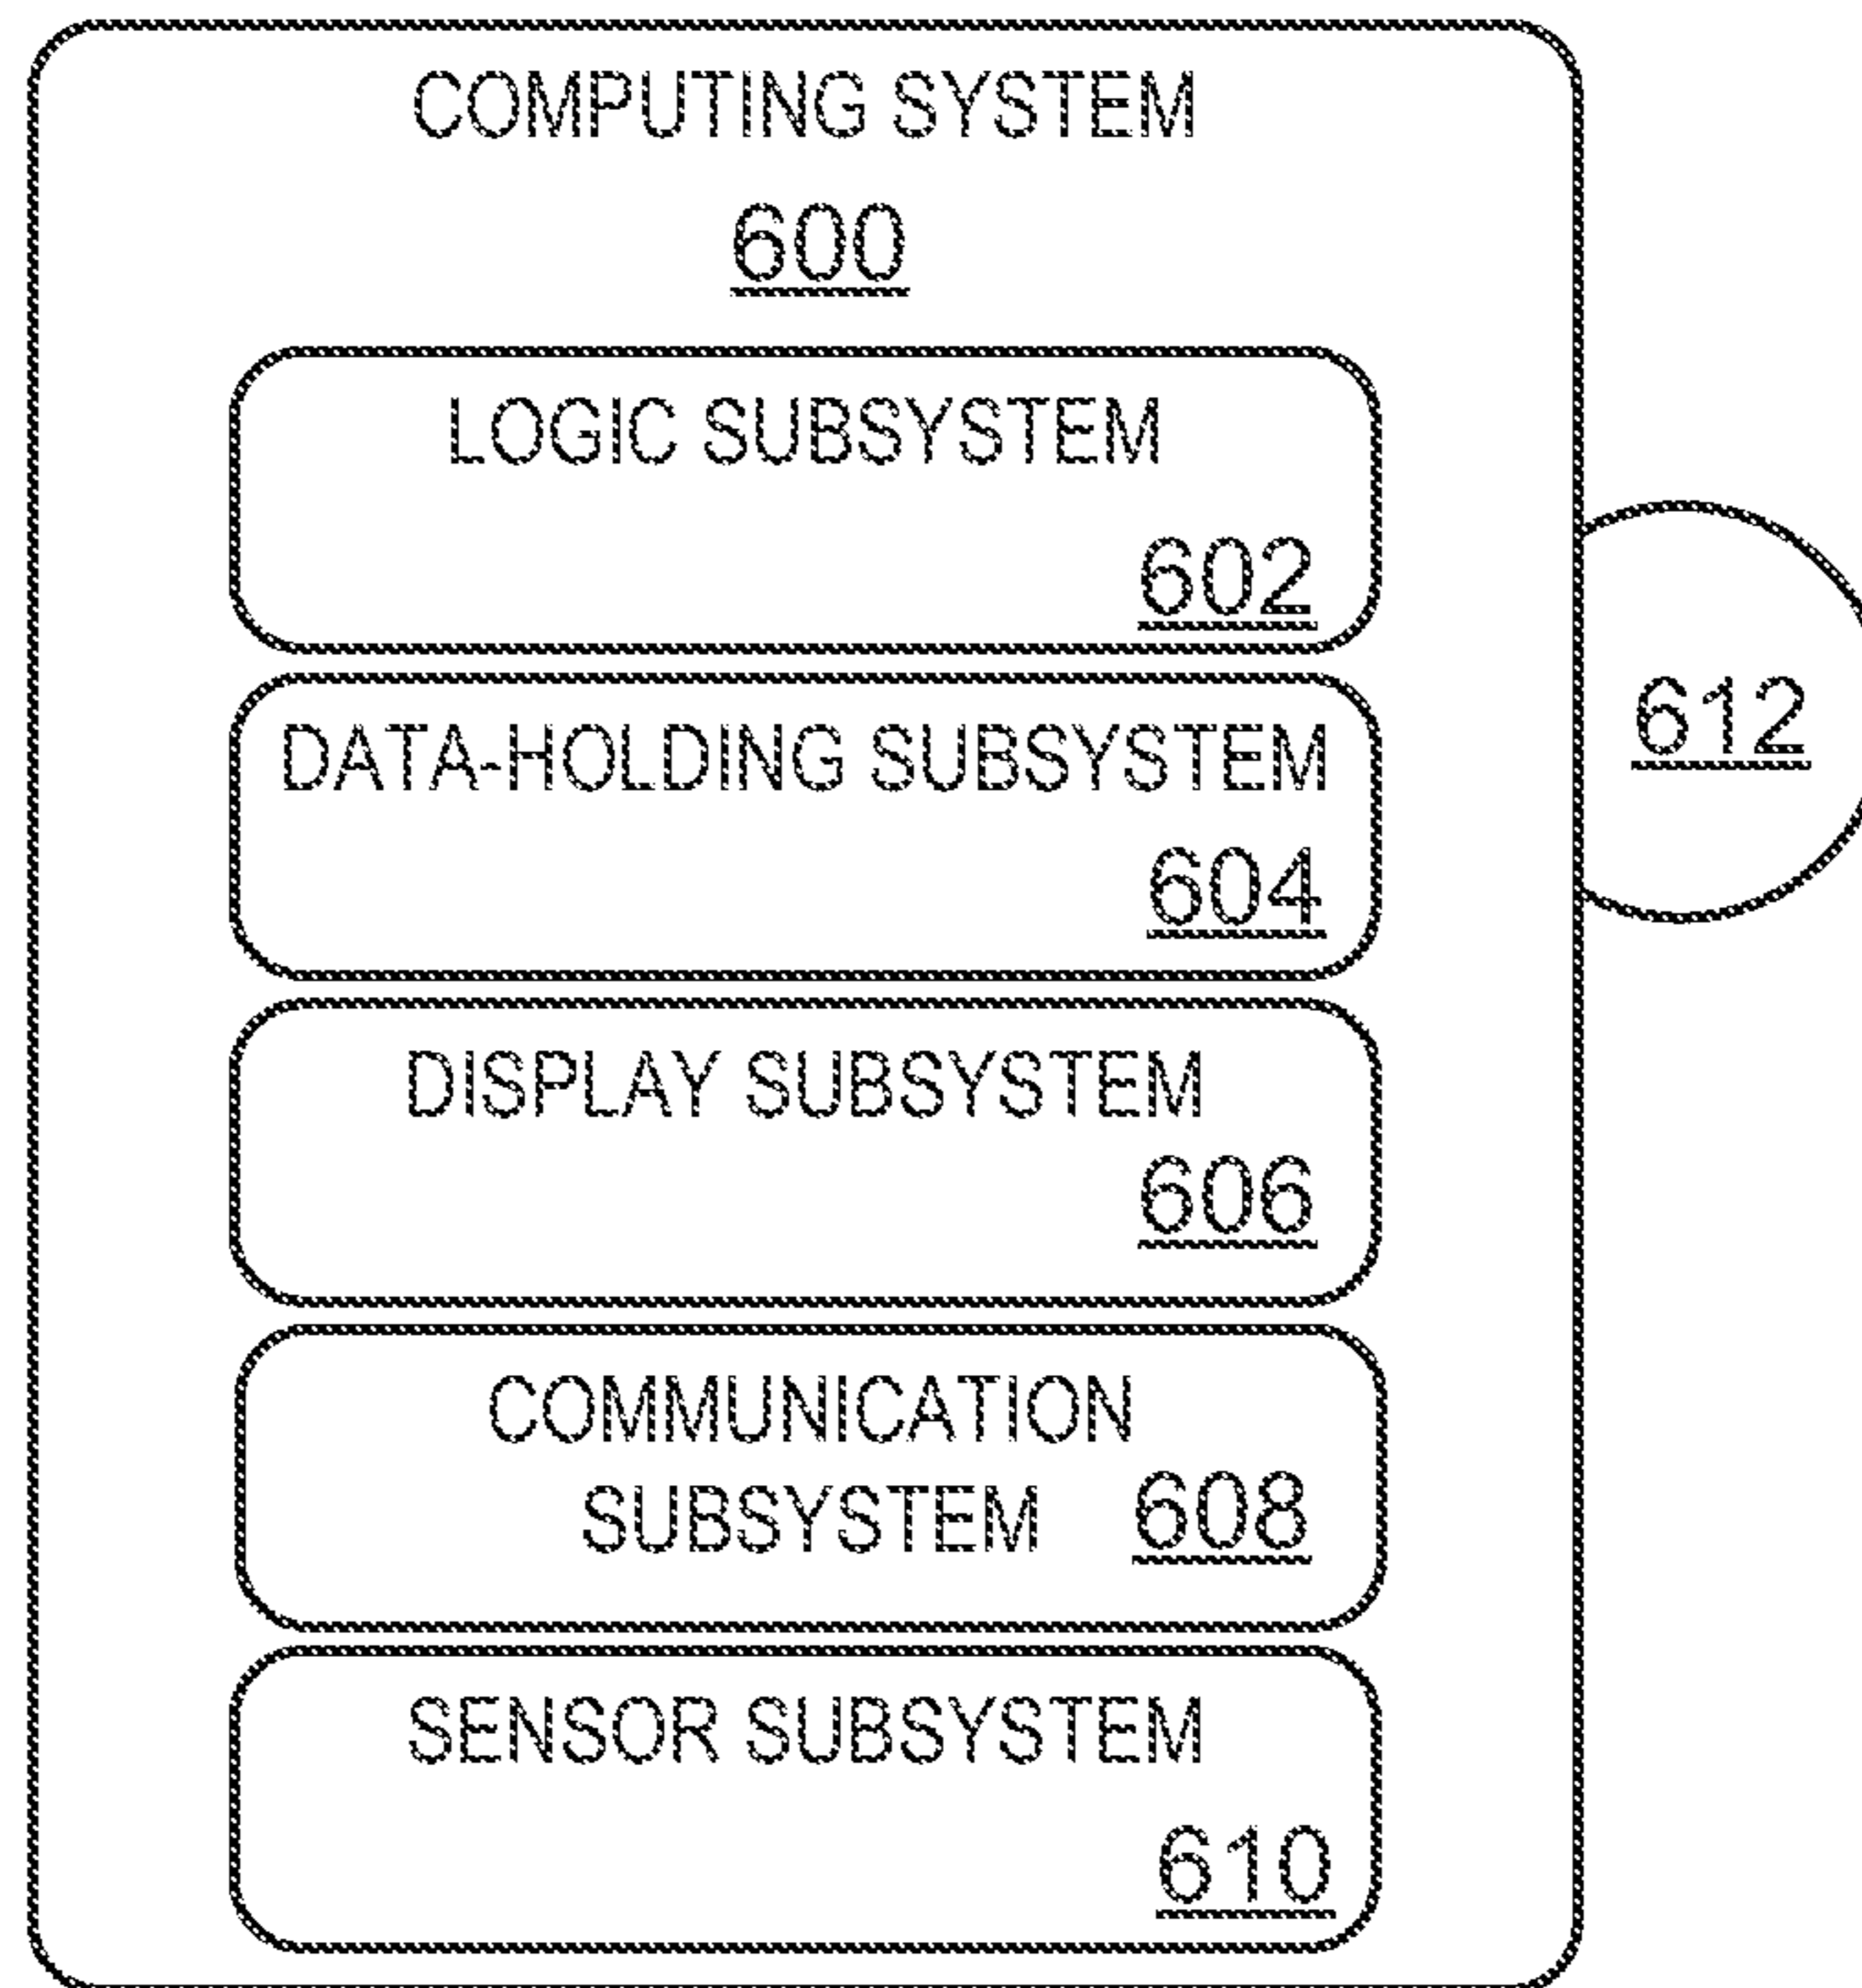 COMPUTING SYSTEM
600
LOGIC SUBSYSTEM
602
DATA-HOLDING SUBSYSTEM
604
612
DISPLAY SUBSYSTEM
606
COMMUNICATION
SUBSYSTEM 608
SENSOR SUBSYSTEM
610